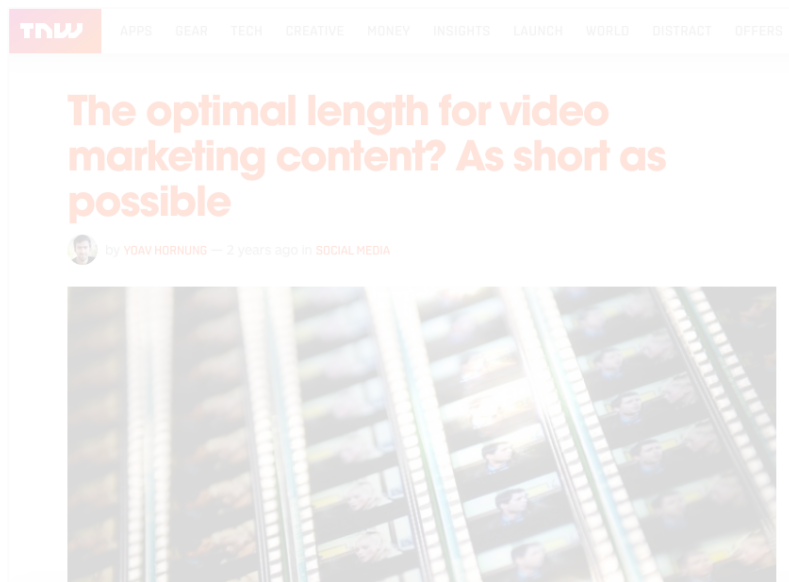 TNW APPS GEAR TECH CREATIVE MONEY INSIGHTS LAUNCH WORLD DISTRACT OFFERS
The optimal length for video
marketing content? As short as
possible
by YOAV HORNUNG — 2 years ago in SOCIAL MEDIA